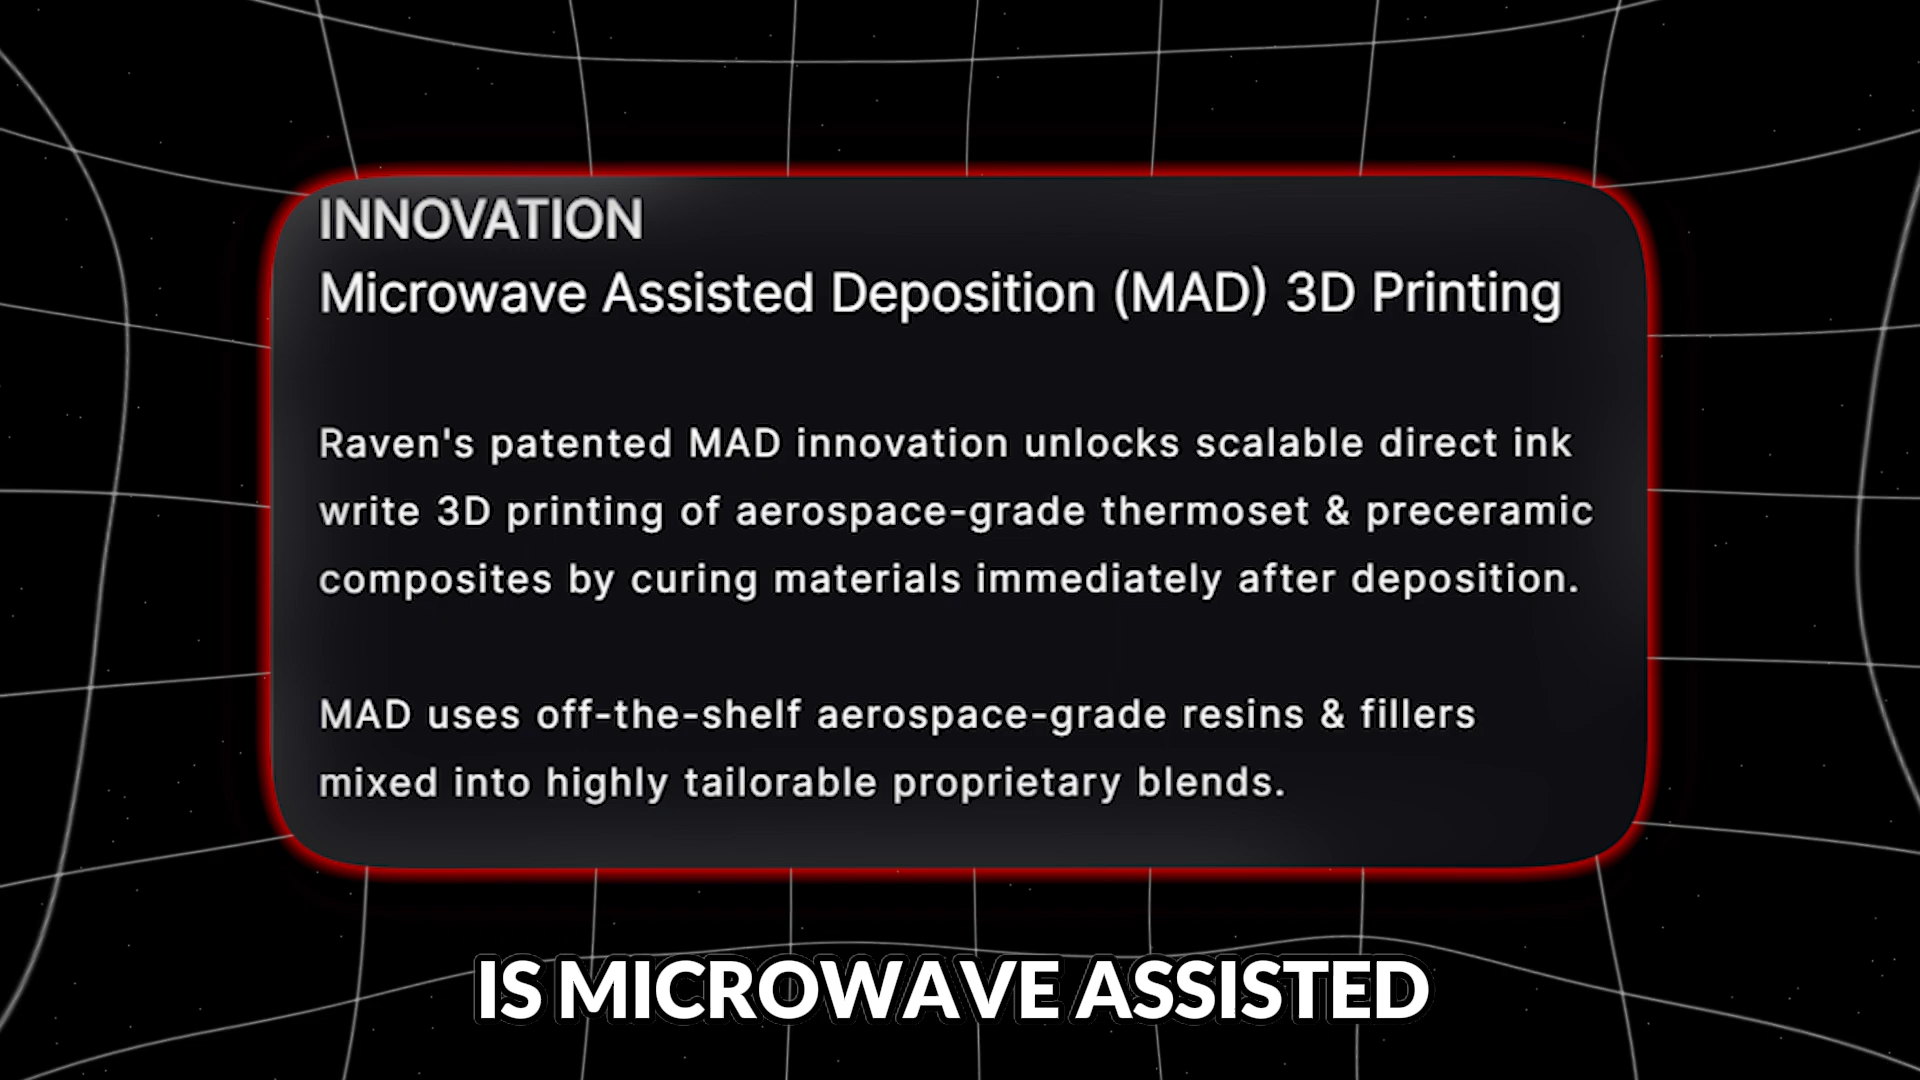 INNOVATION
Microwave Assisted Deposition (MAD) 3D Printing
Raven's patented MAD innovation unlocks scalable direct ink
write 3D printing of aerospace-grade thermoset & preceramic
composites by curing materials immediately after deposition.
MAD uses off-the-shelf aerospace-grade resins & fillers
mixed into highly tailorable proprietary blends.
IS MICROWAVE ASSISTED